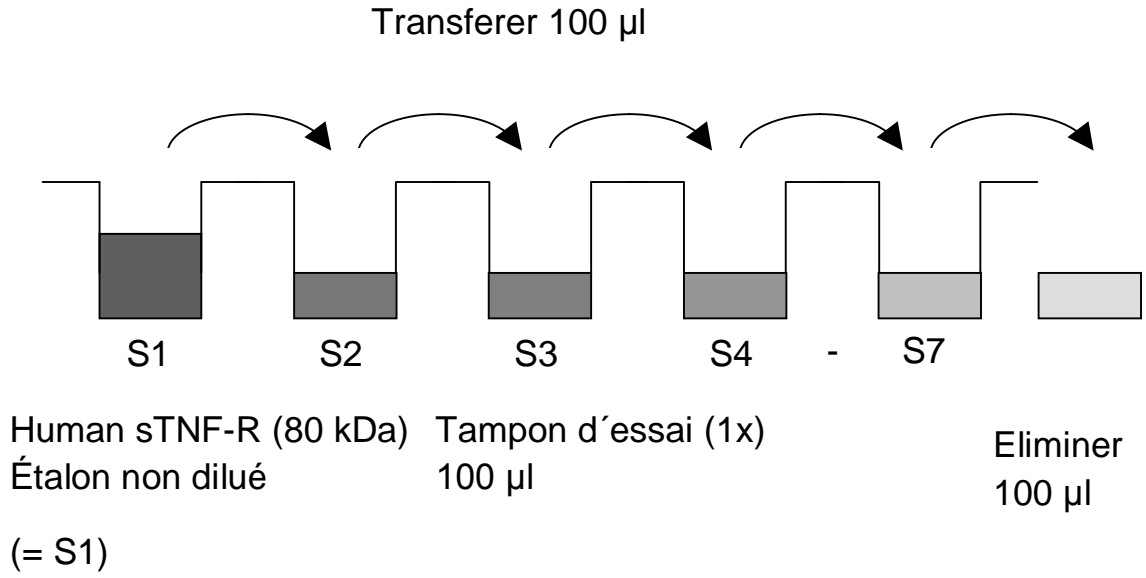 Transferer 100 µl
S1 S2 S3 S4 - S7
Human sTNF-R (80 kDa)
Étalon non dilué
(= S1)
Tampon d´essai (1x)
100 µl
Eliminer
100 µl